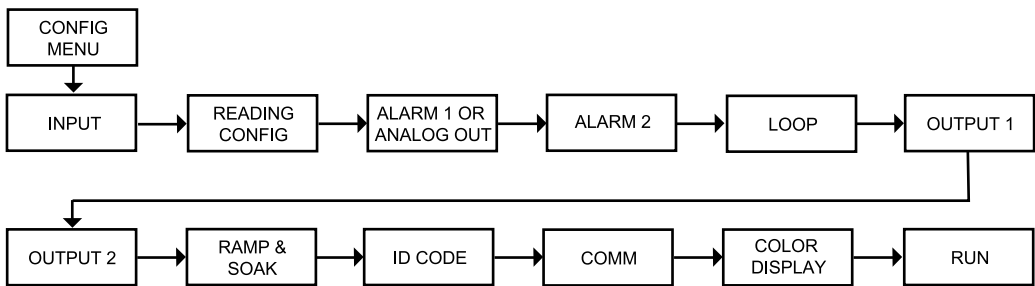 CONFIG
MENU
INPUT
READING
CONFIG
ALARM 1 OR
ANALOG OUT
ALARM 2
LOOP
OUTPUT 1
OUTPUT 2
RAMP &
SOAK
ID CODE
COMM
COLOR
DISPLAY
RUN